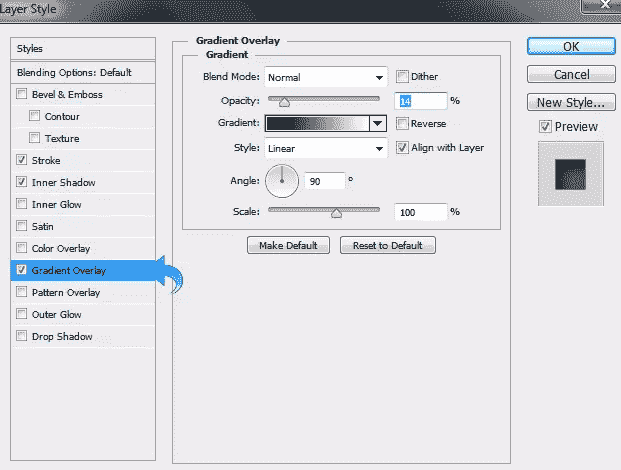 Layer Style
Styles
Blending Options: Default
Bevel & Emboss
Contour
Texture
Stroke
Inner Shadow
Inner Glow
Satin
Color Overlay
Gradient Overlay
Pattern Overlay
Outer Glow
Drop Shadow
Gradient Overlay
Gradient
Blend Mode: Normal Dither
Opacity: 14 %
Gradient: Reverse
Style: Linear Align with Layer
Angle: 90 °
Scale: 100 %
Make Default Reset to Default
OK
Cancel
New Style...
Preview